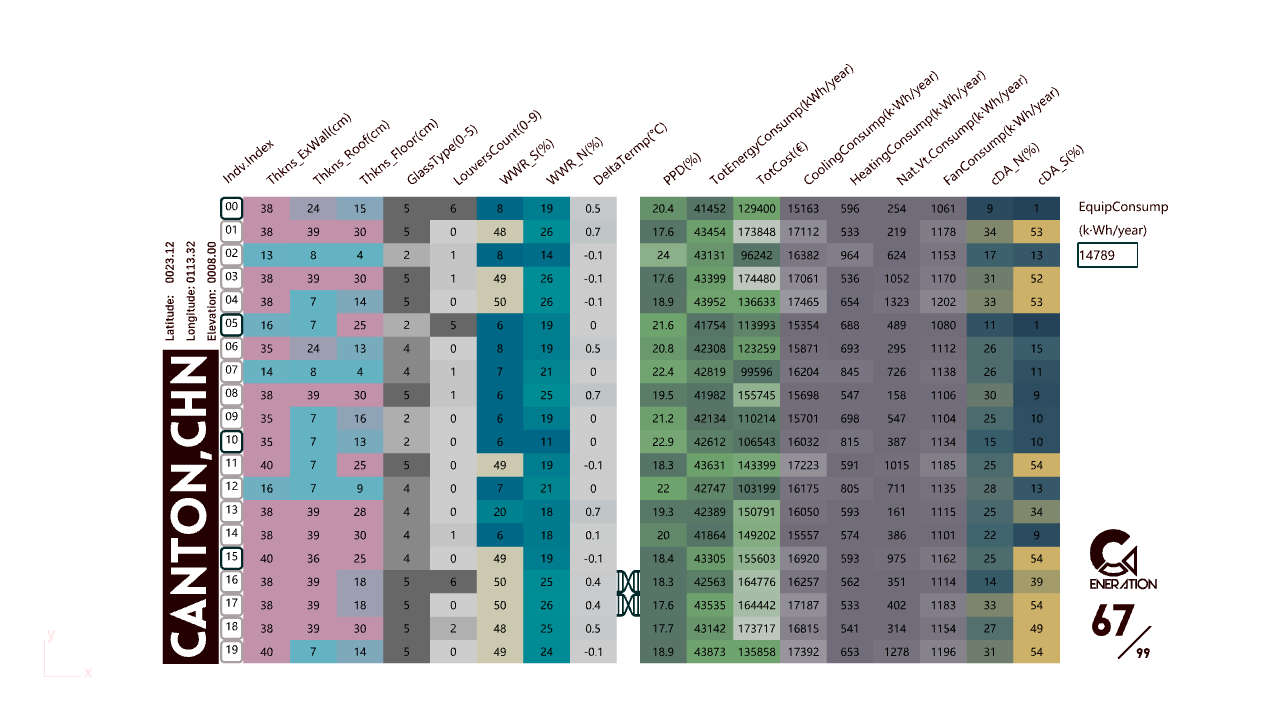 Indv.Index Thkns_ExWall(cm) Thkns_Roof(cm) Thkns_Floor(cm) GlassType(0-5) LouversCount(0-9) WWR_S(%) WWR_N(%) DeltaTermp(°C) PPD(%) TotEnergyConsump(kWh/year) TotCost(€) CoolingConsump(k·Wh/year) HeatingConsump(k·Wh/year) Nat.Vt.Consump(k·Wh/year) FanConsump(k·Wh/year) cDA_N(%) cDA_S(%)
00 38 24 15 5 6 8 19 0.5 20.4 41452 129400 15163 596 254 1061 9 1
01 38 39 30 5 0 48 26 0.7 17.6 43454 173848 17112 533 219 1178 34 53
02 13 8 4 2 1 8 14 -0.1 24 43131 96242 16382 964 624 1153 17 13
03 38 39 30 5 1 49 26 -0.1 17.6 43399 174480 17061 536 1052 1170 31 52
04 38 7 14 5 0 50 26 -0.1 18.9 43952 136633 17465 654 1323 1202 33 53
05 16 7 25 2 5 6 19 0 21.6 41754 113993 15354 688 489 1080 11 1
06 35 24 13 4 0 8 19 0.5 20.8 42308 123259 15871 693 295 1112 26 15
07 14 8 4 4 1 7 21 0 22.4 42819 99596 16204 845 726 1138 26 11
08 38 39 30 5 1 6 25 0.7 19.5 41982 155745 15698 547 158 1106 30 9
09 35 7 16 2 0 6 19 0 21.2 42134 110214 15701 698 547 1104 25 10
10 35 7 13 2 0 6 11 0 22.9 42612 106543 16032 815 387 1134 15 10
11 40 7 25 5 0 49 19 -0.1 18.3 43631 143399 17223 591 1015 1185 25 54
12 16 7 9 4 0 7 21 0 22 42747 103199 16175 805 711 1135 28 13
13 38 39 28 4 0 20 18 0.7 19.3 42389 150791 16050 593 161 1115 25 34
14 38 39 30 4 1 6 18 0.1 20 41864 149202 15557 574 386 1101 22 9
15 40 36 25 4 0 49 19 -0.1 18.4 43305 155603 16920 593 975 1162 25 54
16 38 39 18 5 6 50 25 0.4 18.3 42563 164776 16257 562 351 1114 14 39
17 38 39 18 5 0 50 26 0.4 17.6 43535 164442 17187 533 402 1183 33 54
18 38 39 30 5 2 48 25 0.5 17.7 43142 173717 16815 541 314 1154 27 49
19 40 7 14 5 0 49 24 -0.1 18.9 43873 135858 17392 653 1278 1196 31 54
Latitude: 0023.12
Longitude: 0113.32
Elevation: 0008.00
CANTON,CHN
EquipConsump
(k·Wh/year)
14789
GENERATION
67/99
y
x